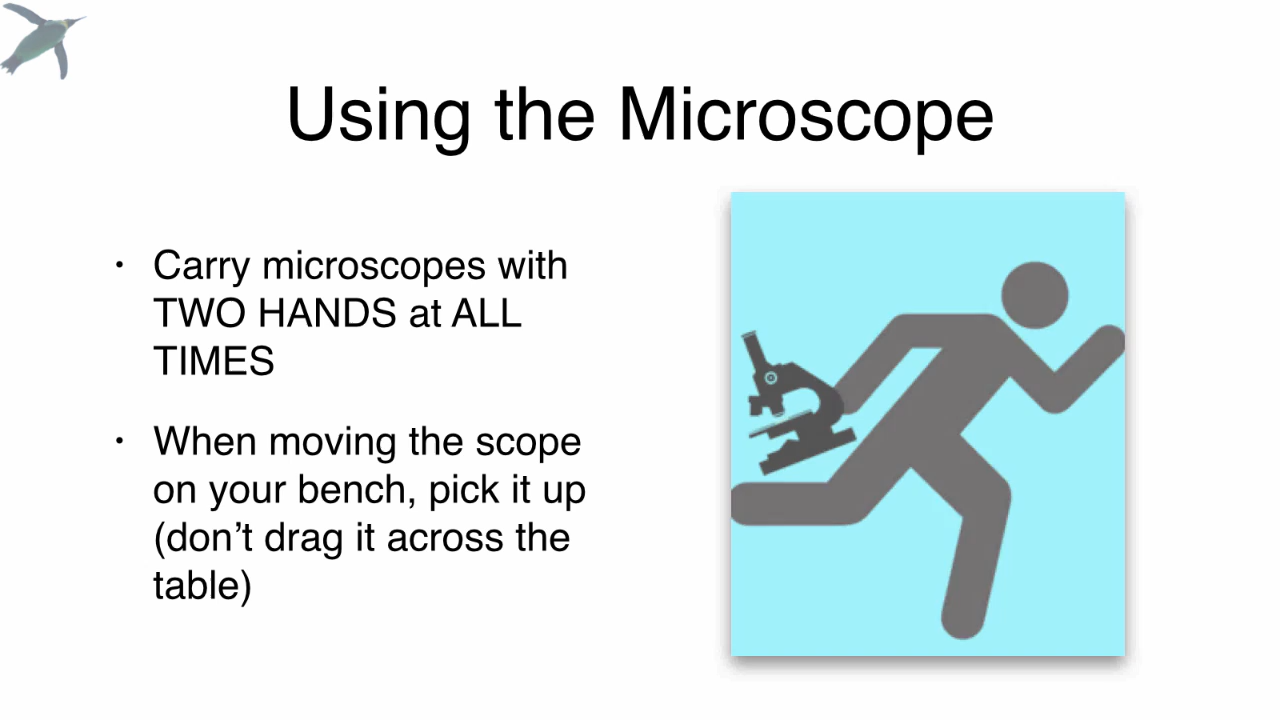 Using the Microscope
• Carry microscopes with
TWO HANDS at ALL
TIMES
• When moving the scope
on your bench, pick it up
(don’t drag it across the
table)